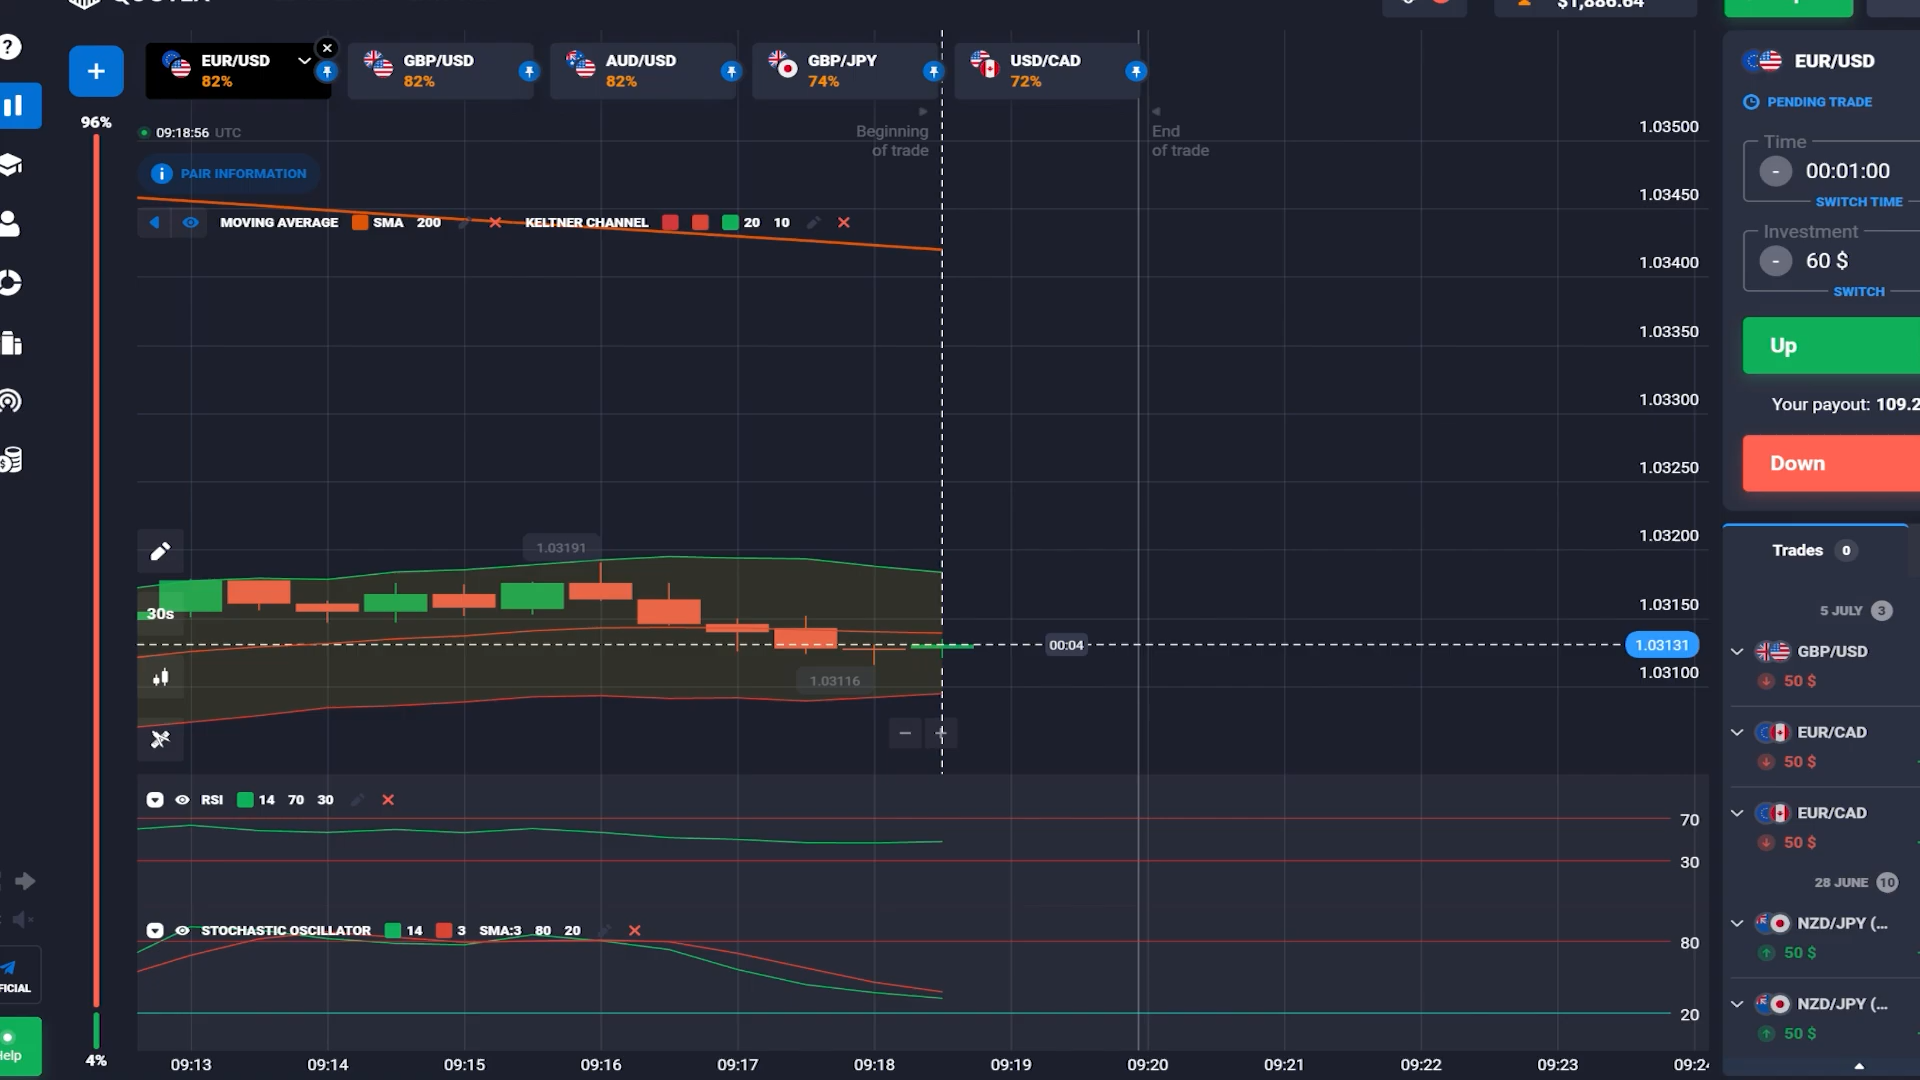 $1,886.64
EUR/USD
82%
GBP/USD
82%
AUD/USD
82%
GBP/JPY
74%
USD/CAD
72%
EUR/USD
PENDING TRADE
96%
09:18:56 UTC
Beginning
of trade
End
of trade
PAIR INFORMATION
MOVING AVERAGE SMA 200 KELTNER CHANNEL 20 10
1.03500
1.03450
1.03400
1.03350
1.03300
1.03250
1.03200
1.03150
1.03131
1.03100
Time
- 00:01:00
SWITCH TIME
Investment
- 60 $
SWITCH
Up
Your payout: 109.2
Down
1.03191
30s
00:04
1.03116
RSI 14 70 30
70
30
STOCHASTIC OSCILLATOR 14 3 SMA:3 80 20
80
20
4%
09:13 09:14 09:15 09:16 09:17 09:18 09:19 09:20 09:21 09:22 09:23 09:24
Trades 0
5 JULY 3
GBP/USD
50 $
EUR/CAD
50 $
EUR/CAD
50 $
28 JUNE 10
NZD/JPY (...
50 $
NZD/JPY (...
50 $
FICIAL
Help